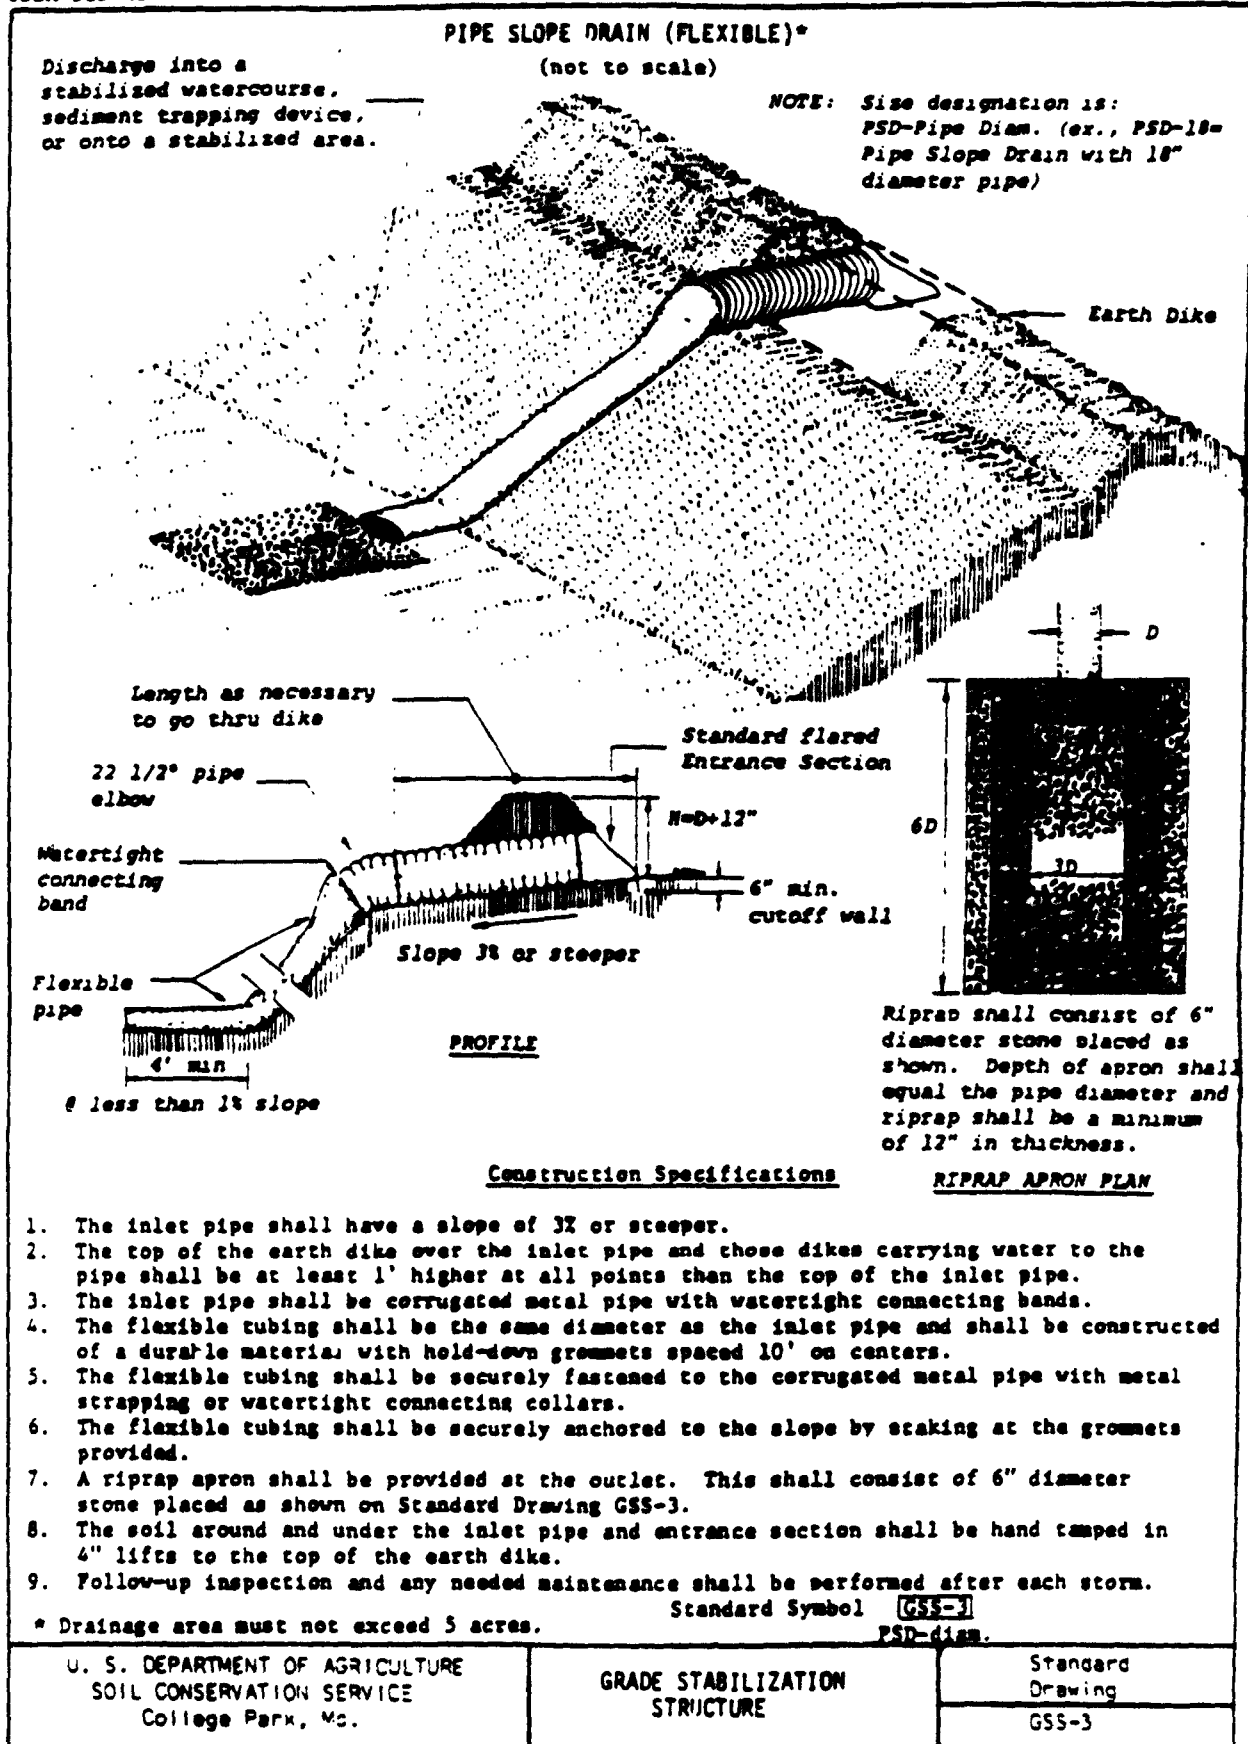 PIPE SLOPE DRAIN (FLEXIBLE)*
(not to scale)
Discharge into a
stabilized watercourse,
sediment trapping device,
or onto a stabilized area.
NOTE: Size designation is:
PSD-Pipe Diam. (ex., PSD-18=
Pipe Slope Drain with 18"
diameter pipe)
Earth Dike
D
Length as necessary
to go thru dike
Standard flared
Entrance Section
22 1/2° pipe
elbow
H=D+12"
6D
3D
Watertight
connecting
band
6" min.
cutoff wall
Slope 3% or steeper
Flexible
pipe
PROFILE
4' min
@ less than 1% slope
Riprap shall consist of 6"
diameter stone placed as
shown. Depth of apron shall
equal the pipe diameter and
riprap shall be a minimum
of 12" in thickness.
RIPRAP APRON PLAN
Construction Specifications
1. The inlet pipe shall have a slope of 3% or steeper.
2. The top of the earth dike over the inlet pipe and those dikes carrying water to the
pipe shall be at least 1' higher at all points than the top of the inlet pipe.
3. The inlet pipe shall be corrugated metal pipe with watertight connecting bands.
4. The flexible tubing shall be the same diameter as the inlet pipe and shall be constructed
of a durable material with hold-down grommets spaced 10' on centers.
5. The flexible tubing shall be securely fastened to the corrugated metal pipe with metal
strapping or watertight connecting collars.
6. The flexible tubing shall be securely anchored to the slope by staking at the grommets
provided.
7. A riprap apron shall be provided at the outlet. This shall consist of 6" diameter
stone placed as shown on Standard Drawing GSS-3.
8. The soil around and under the inlet pipe and entrance section shall be hand tamped in
4" lifts to the top of the earth dike.
9. Follow-up inspection and any needed maintenance shall be performed after each storm.
Standard Symbol GSS-3
* Drainage area must not exceed 5 acres.
PSD-diam.
U. S. DEPARTMENT OF AGRICULTURE
SOIL CONSERVATION SERVICE
College Park, Md.
GRADE STABILIZATION
STRUCTURE
Standard
Drawing
GSS-3